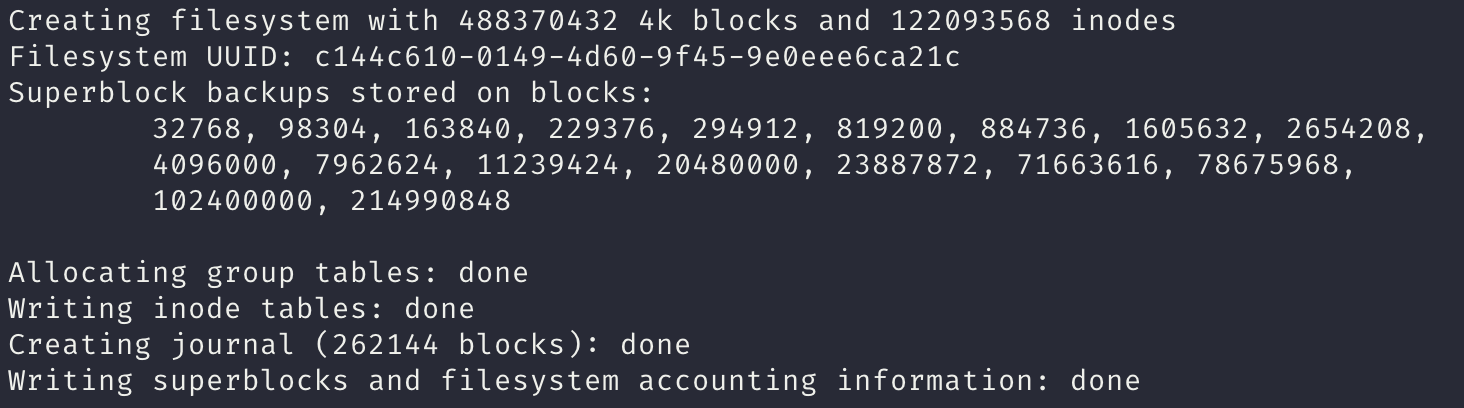 Creating filesystem with 488370432 4k blocks and 122093568 inodes
Filesystem UUID: c144c610-0149-4d60-9f45-9e0eee6ca21c
Superblock backups stored on blocks:
32768, 98304, 163840, 229376, 294912, 819200, 884736, 1605632, 2654208,
4096000, 7962624, 11239424, 20480000, 23887872, 71663616, 78675968,
102400000, 214990848
Allocating group tables: done
Writing inode tables: done
Creating journal (262144 blocks): done
Writing superblocks and filesystem accounting information: done